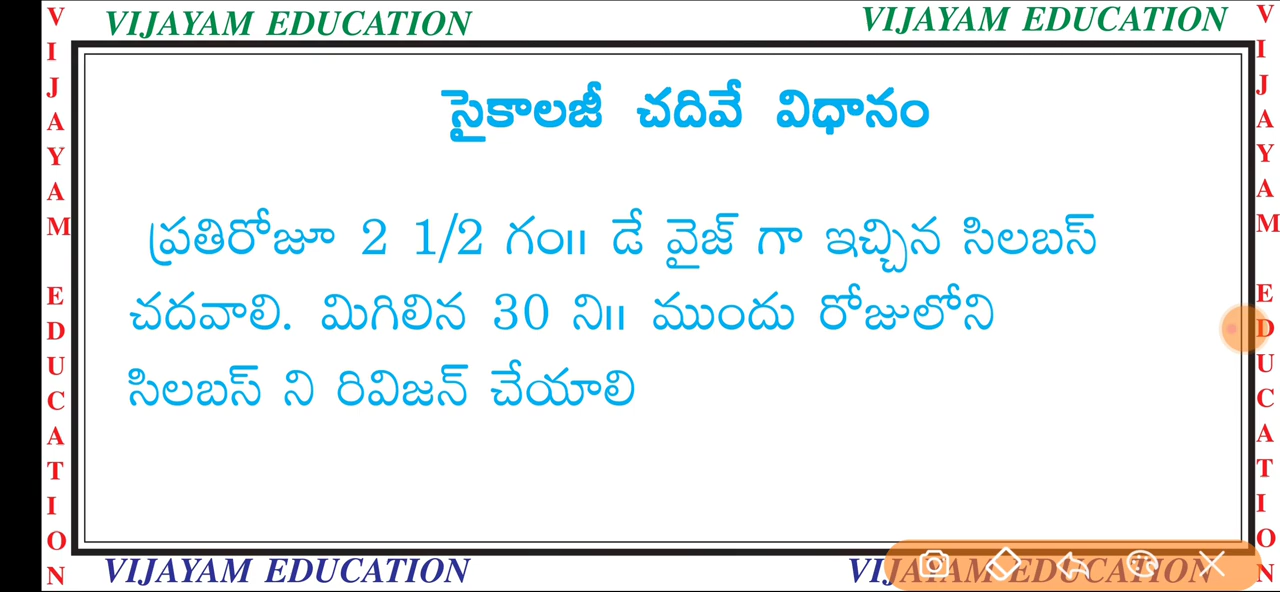 VIJAYAM EDUCATION
VIJAYAM EDUCATION
VIJAYAM EDUCATION
సైకాలజీ చదివే విధానం
ప్రతిరోజూ 2 1/2 గం॥ డే వైజ్ గా ఇచ్చిన సిలబస్
చదవాలి. మిగిలిన 30 ని॥ ముందు రోజులోని
సిలబస్ ని రివిజన్ చేయాలి
VIJAYAM EDUCATION
VIJAYAM EDUCATION
VIJAYAM EDUCATION